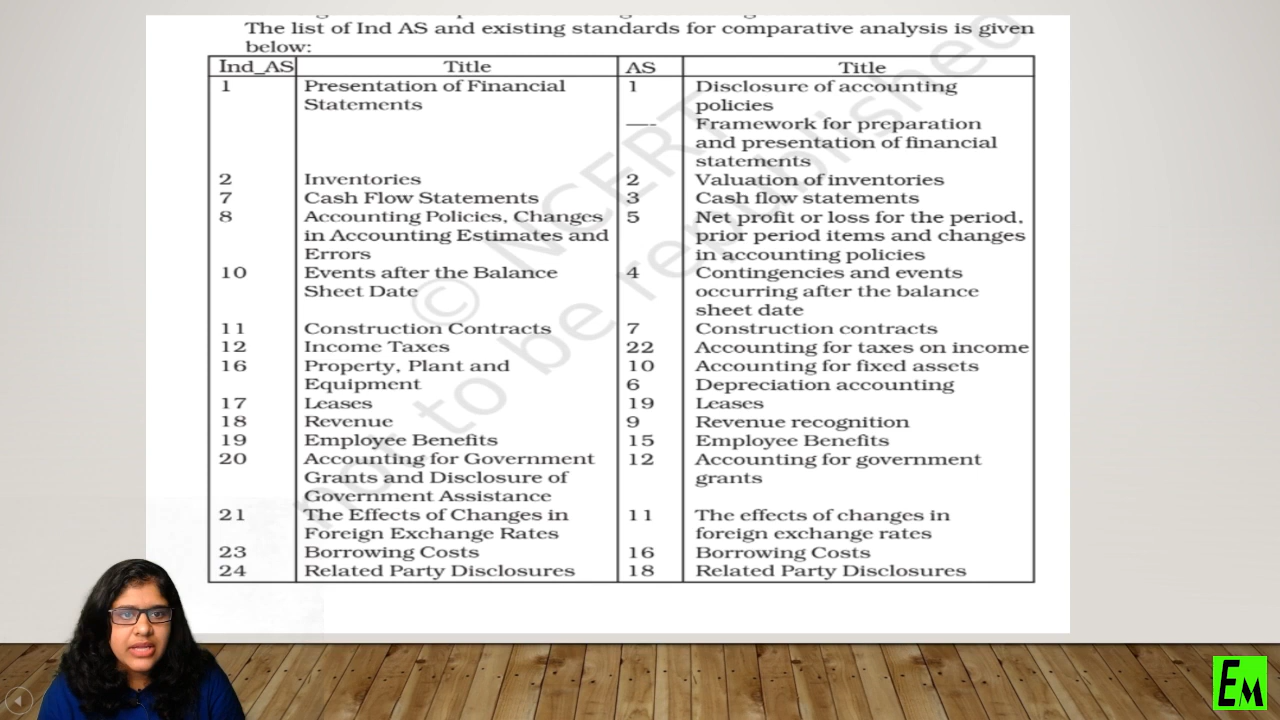 The list of Ind AS and existing standards for comparative analysis is given
below:
Ind_AS Title AS Title
1 Presentation of Financial 1 Disclosure of accounting
Statements policies
—-- Framework for preparation
and presentation of financial
statements
2 Inventories 2 Valuation of inventories
7 Cash Flow Statements 3 Cash flow statements
8 Accounting Policies, Changes 5 Net profit or loss for the period,
in Accounting Estimates and prior period items and changes
Errors in accounting policies
10 Events after the Balance 4 Contingencies and events
Sheet Date occurring after the balance
sheet date
11 Construction Contracts 7 Construction contracts
12 Income Taxes 22 Accounting for taxes on income
16 Property, Plant and 10 Accounting for fixed assets
Equipment 6 Depreciation accounting
17 Leases 19 Leases
18 Revenue 9 Revenue recognition
19 Employee Benefits 15 Employee Benefits
20 Accounting for Government 12 Accounting for government
Grants and Disclosure of grants
Government Assistance
21 The Effects of Changes in 11 The effects of changes in
Foreign Exchange Rates foreign exchange rates
23 Borrowing Costs 16 Borrowing Costs
24 Related Party Disclosures 18 Related Party Disclosures
© NCERT
not to be republished
EM